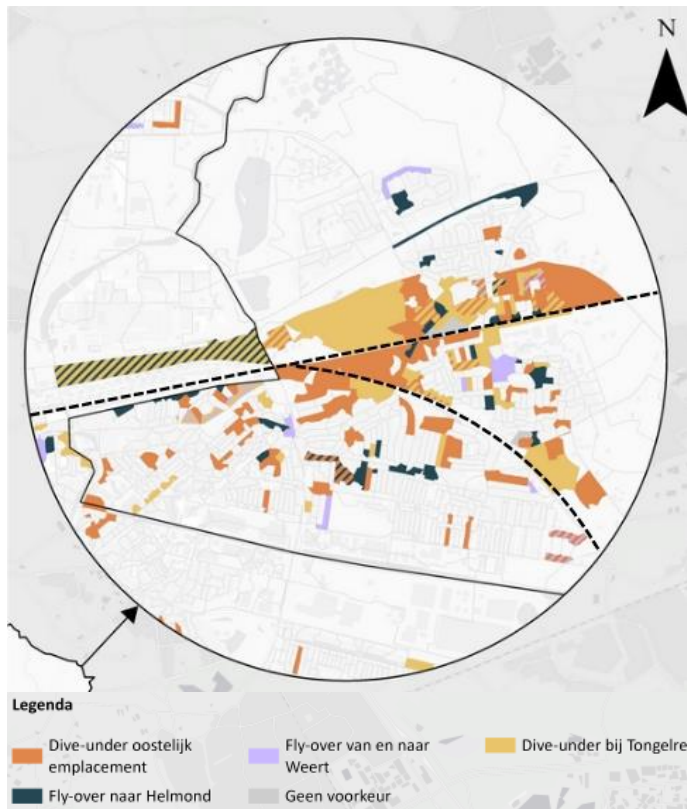 N
Legenda
Dive-under oostelijk
emplacement
Fly-over van en naar
Weert
Dive-under bij Tongelre
Fly-over naar Helmond
Geen voorkeur